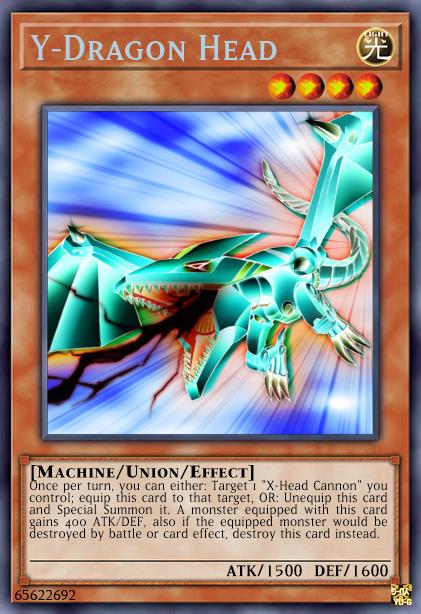 Y-Dragon Head
LIGHT
光
[Machine/Union/Effect]
Once per turn, you can either: Target 1 "X-Head Cannon" you
control; equip this card to that target, OR: Unequip this card
and Special Summon it. A monster equipped with this card
gains 400 ATK/DEF, also if the equipped monster would be
destroyed by battle or card effect, destroy this card instead.
ATK/1500 DEF/1600
65622692